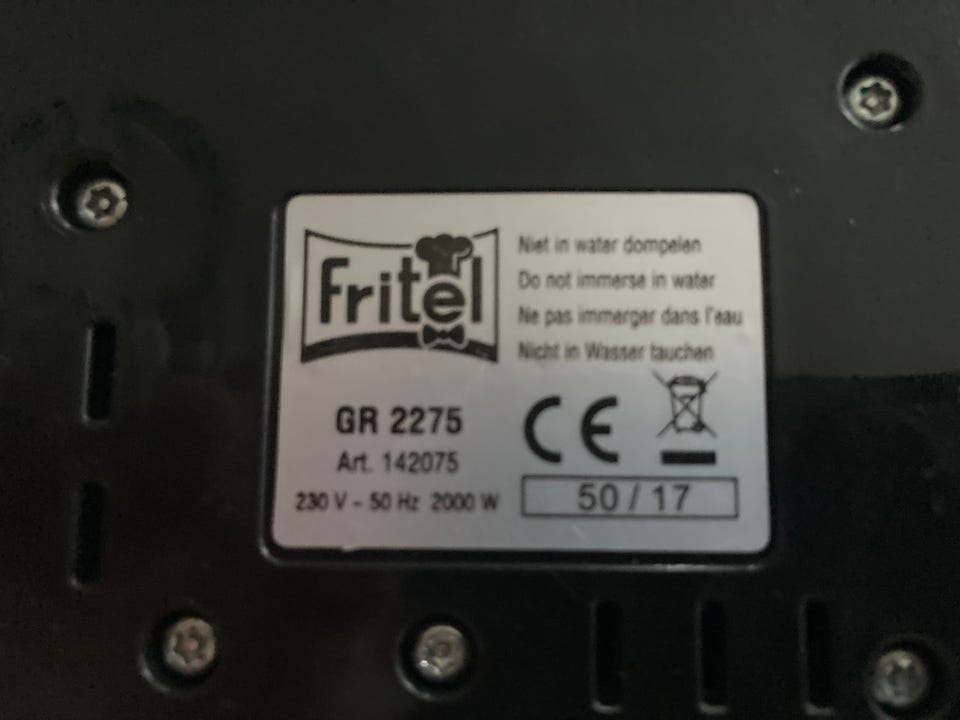 fritel
Niet in water dompelen
Do not immerse in water
Ne pas immerger dans l'eau
Nicht in Wasser tauchen
GR 2275
Art. 142075
230 V ~ 50 Hz 2000 W
CE
50 / 17